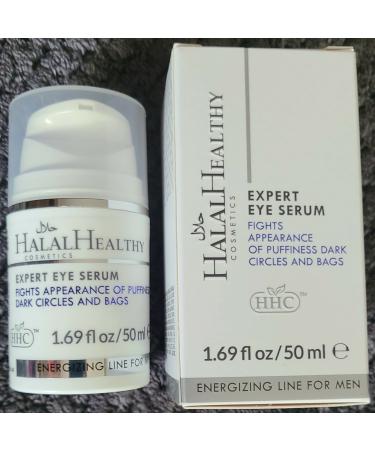 حلال
HALALHEALTHY
COSMETICS
EXPERT EYE SERUM
FIGHTS APPEARANCE OF PUFFINESS
DARK CIRCLES AND BAGS
HHC™
1.69 fl oz/50 ml ℮
ENERGIZING LINE FOR
حلال
HALALHEALTHY
COSMETICS
EXPERT
EYE SERUM
FIGHTS
APPEARANCE
OF PUFFINESS DARK
CIRCLES AND BAGS
HHC™
1.69 fl oz/50 ml ℮
ENERGIZING LINE FOR MEN